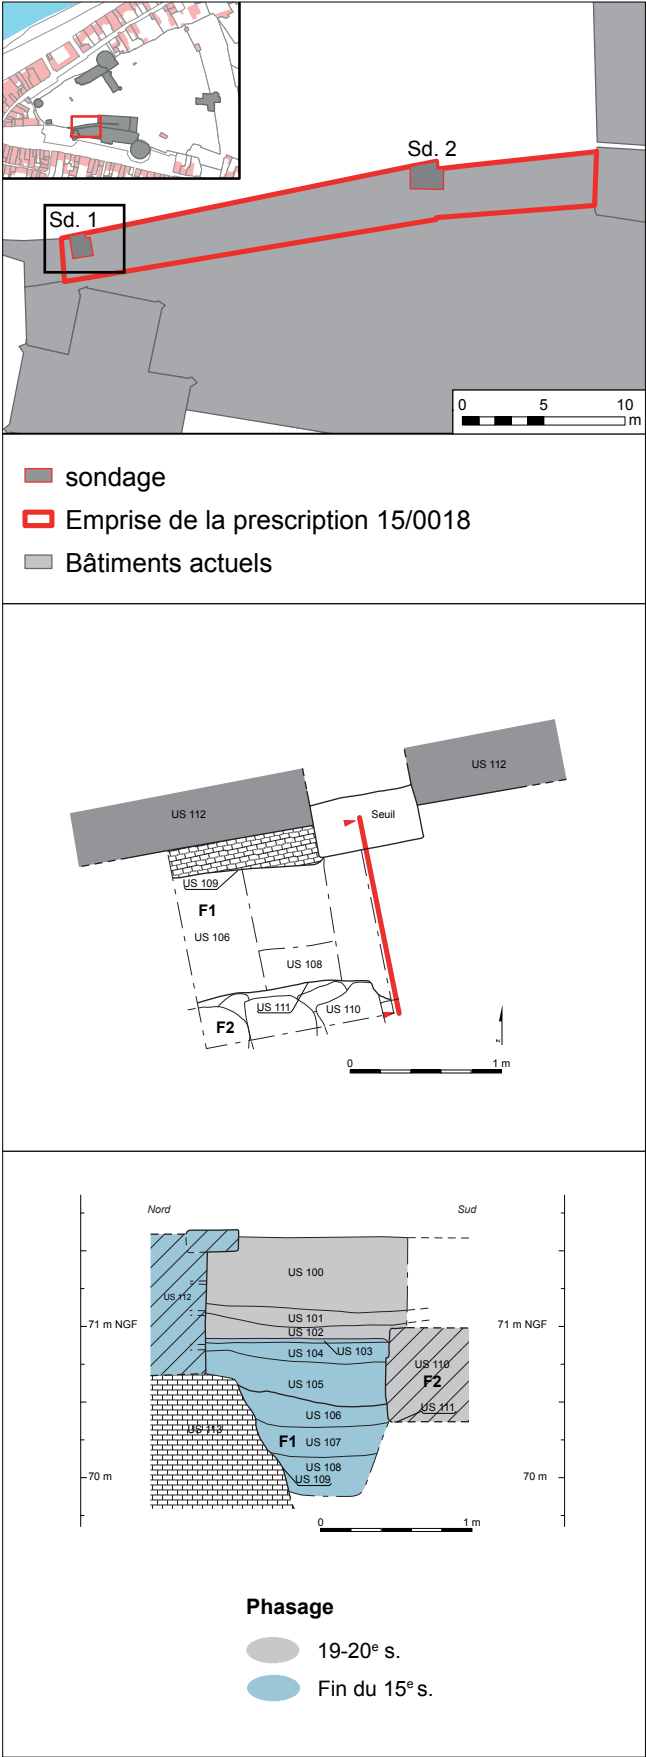 Sd. 2
Sd. 1
0 5 10
m
sondage
Emprise de la prescription 15/0018
Bâtiments actuels
US 112
US 112
Seuil
US 109
F1
US 106
US 108
US 111
US 110
F2
N
0 1 m
Nord Sud
US 100
US 112
US 101
71 m NGF 71 m NGF
US 102
US 103
US 104
US 110
US 105
F2
US 106
US 111
US 113
F1 US 107
US 108
70 m US 109 70 m
0 1 m
Phasage
19-20e s.
Fin du 15e s.